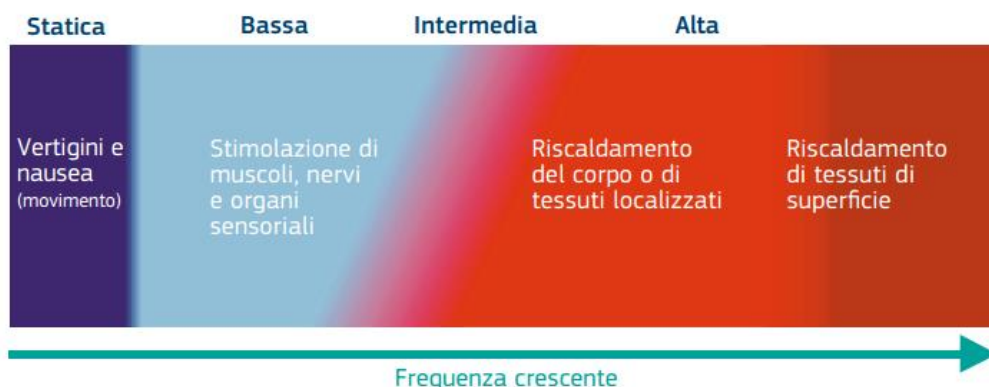 Statica
Bassa
Intermedia
Alta
Vertigini e
nausea
(movimento)
Stimolazione di
muscoli, nervi
e organi
sensoriali
Riscaldamento
del corpo o di
tessuti localizzati
Riscaldamento
di tessuti di
superficie
Frequenza crescente